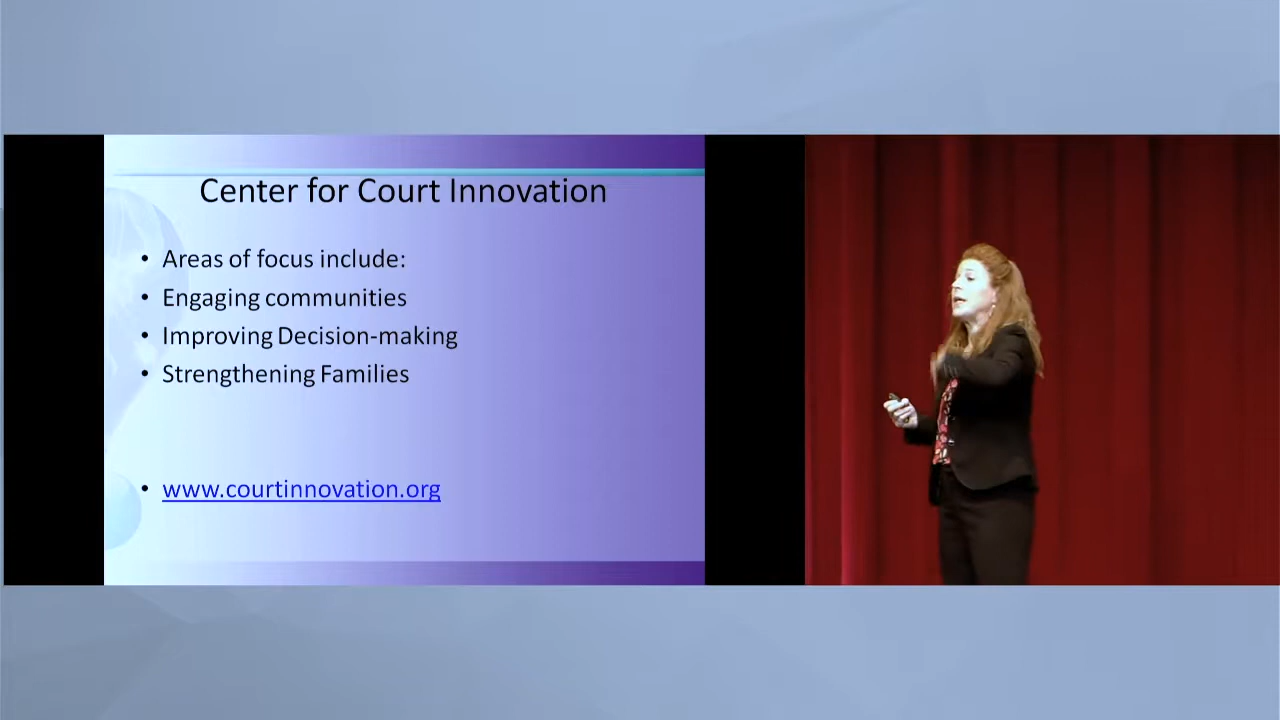 Center for Court Innovation
• Areas of focus include:
• Engaging communities
• Improving Decision-making
• Strengthening Families
• www.courtinnovation.org